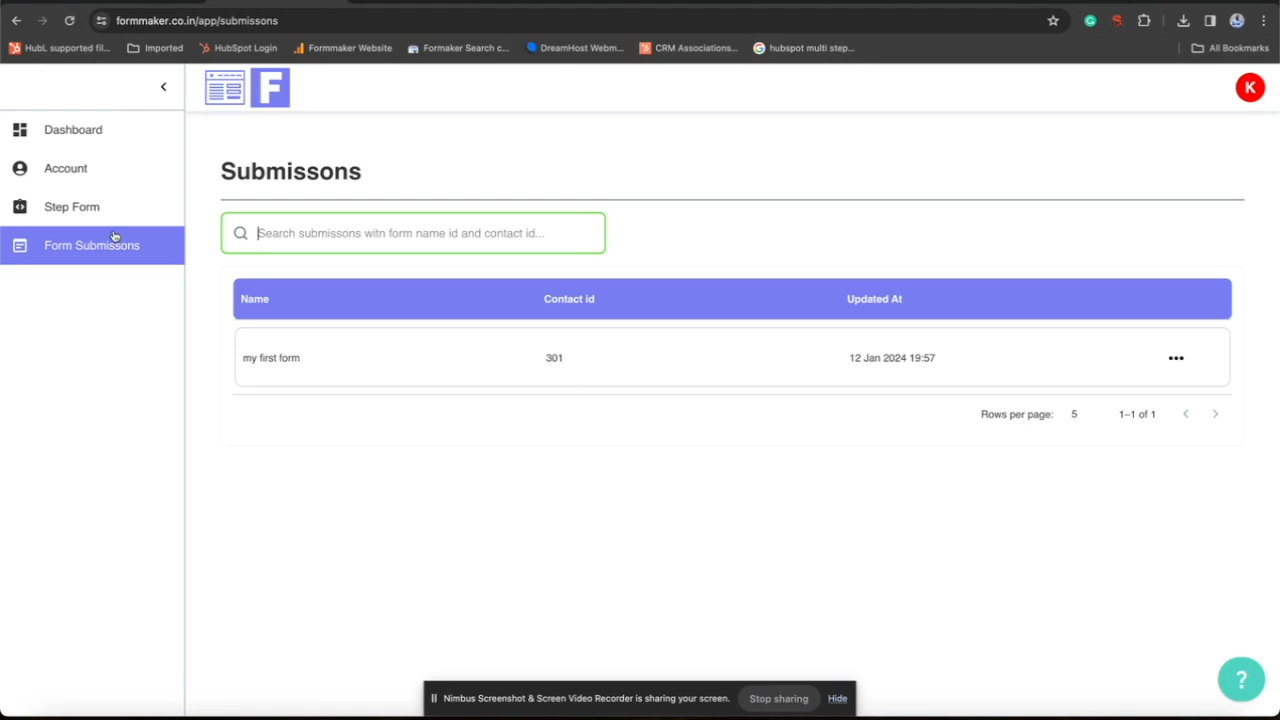 formmaker.co.in/app/submissons
HubL supported fil...
Imported
HubSpot Login
Formmaker Website
Formaker Search c...
DreamHost Webm...
CRM Associations...
hubspot multi step...
All Bookmarks
F
K
Dashboard
Account
Step Form
Form Submissons
Submissons
Search submissons witn form name id and contact id...
Name Contact id Updated At
my first form 301 12 Jan 2024 19:57
Rows per page: 5 1–1 of 1
?
Nimbus Screenshot & Screen Video Recorder is sharing your screen. Stop sharing Hide